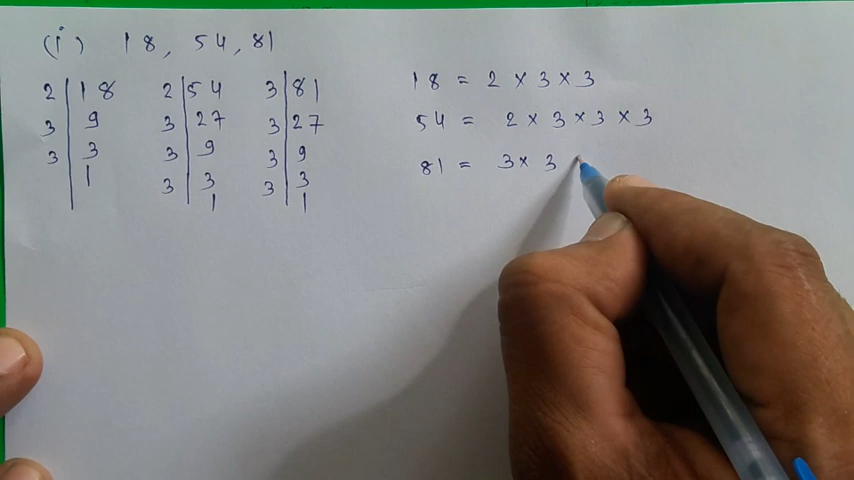 (i) 18, 54, 81
2 | 18
3 | 9
3 | 3
| 1
2 | 54
3 | 27
3 | 9
3 | 3
| 1
3 | 81
3 | 27
3 | 9
3 | 3
| 1
18 = 2 × 3 × 3
54 = 2 × 3 × 3 × 3
81 = 3 × 3